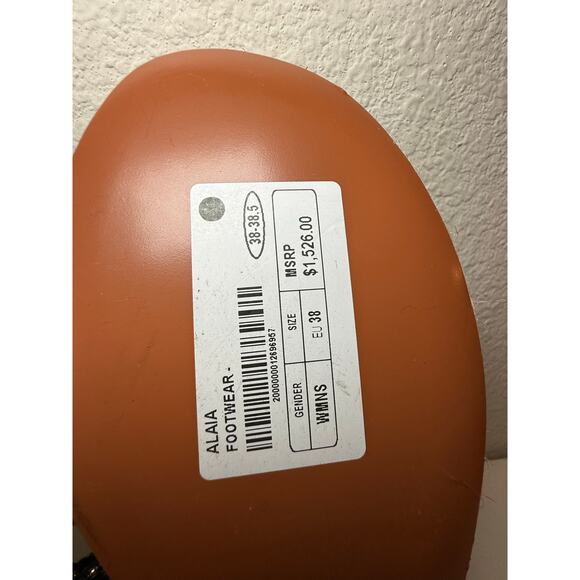 ALAIA
FOOTWEAR -
38-38.5
2000000012696957
GENDER
WMNS
SIZE
EU 38
MSRP
$1,526.00